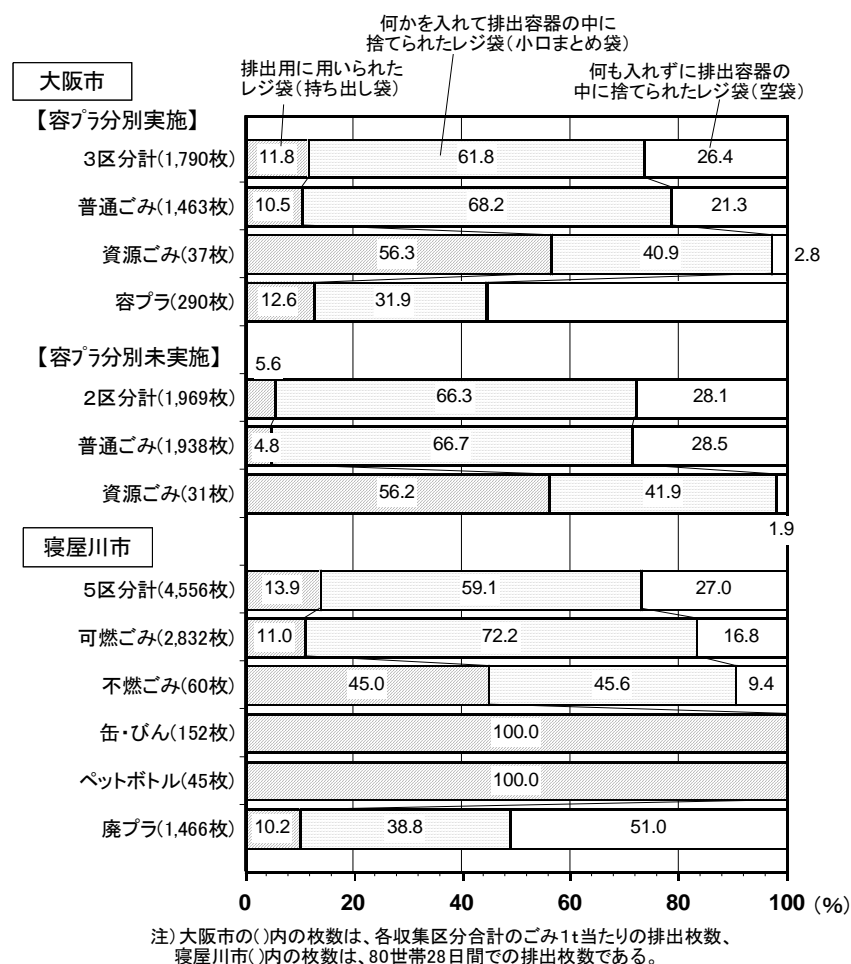 何かを入れて排出容器の中に
捨てられたレジ袋(小口まとめ袋)
排出用に用いられた
レジ袋(持ち出し袋)
何も入れずに排出容器の
中に捨てられたレジ袋(空袋)
大阪市
【容プラ分別実施】
3区分計(1,790枚) 11.8 61.8 26.4
普通ごみ(1,463枚) 10.5 68.2 21.3
資源ごみ(37枚) 56.3 40.9 2.8
容プラ(290枚) 12.6 31.9
【容プラ分別未実施】
5.6
2区分計(1,969枚) 66.3 28.1
普通ごみ(1,938枚) 4.8 66.7 28.5
資源ごみ(31枚) 56.2 41.9
1.9
寝屋川市
5区分計(4,556枚) 13.9 59.1 27.0
可燃ごみ(2,832枚) 11.0 72.2 16.8
不燃ごみ(60枚) 45.0 45.6 9.4
缶・びん(152枚) 100.0
ペットボトル(45枚) 100.0
廃プラ(1,466枚) 10.2 38.8 51.0
0 20 40 60 80 100 (%)
注)大阪市の()内の枚数は、各収集区分合計のごみ1t当たりの排出枚数、
寝屋川市()内の枚数は、80世帯28日間での排出枚数である。